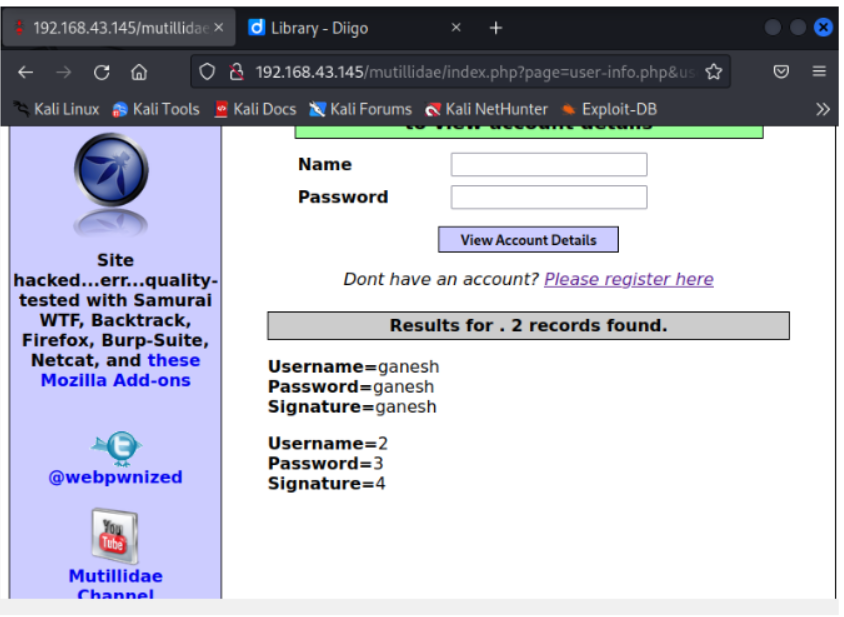 192.168.43.145/mutillidae
Library - Diigo
192.168.43.145/mutillidae/index.php?page=user-info.php&us
Kali Linux Kali Tools Kali Docs Kali Forums Kali NetHunter Exploit-DB
to view account details
Name
Password
View Account Details
Dont have an account? Please register here
Results for . 2 records found.
Username=ganesh
Password=ganesh
Signature=ganesh
Username=2
Password=3
Signature=4
Site
hacked...err...quality-
tested with Samurai
WTF, Backtrack,
Firefox, Burp-Suite,
Netcat, and these
Mozilla Add-ons
@webpwnized
You
Tube
Mutillidae
Channel